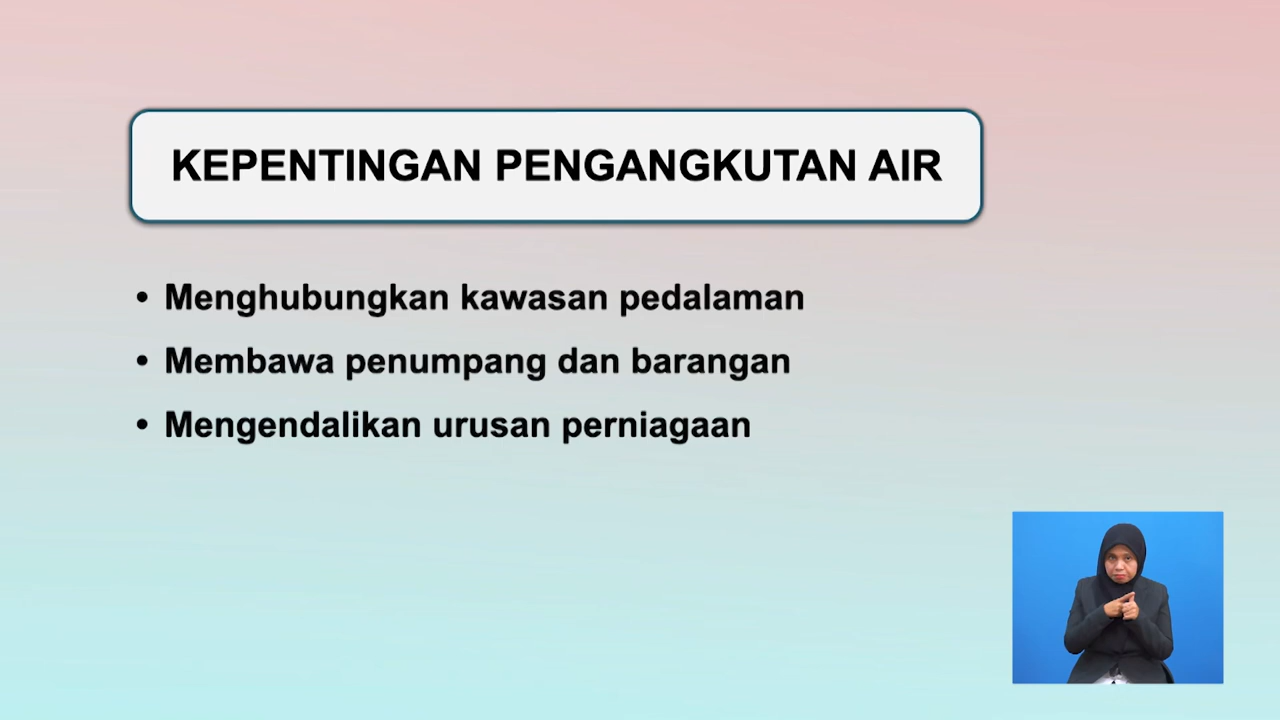 KEPENTINGAN PENGANGKUTAN AIR
• Menghubungkan kawasan pedalaman
• Membawa penumpang dan barangan
• Mengendalikan urusan perniagaan